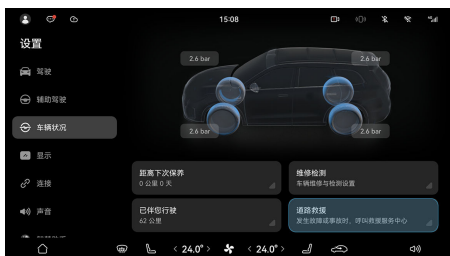 15:08
设置
驾驶
辅助驾驶
车辆状况
显示
连接
声音
2.6 bar
2.6 bar
2.6 bar
2.6 bar
距离下次保养
0 公里 0 天
维修检测
车辆维修与检测设置
已伴您行驶
62 公里
道路救援
发生故障或事故时，呼叫救援服务中心
< 24.0° >
< 24.0° >